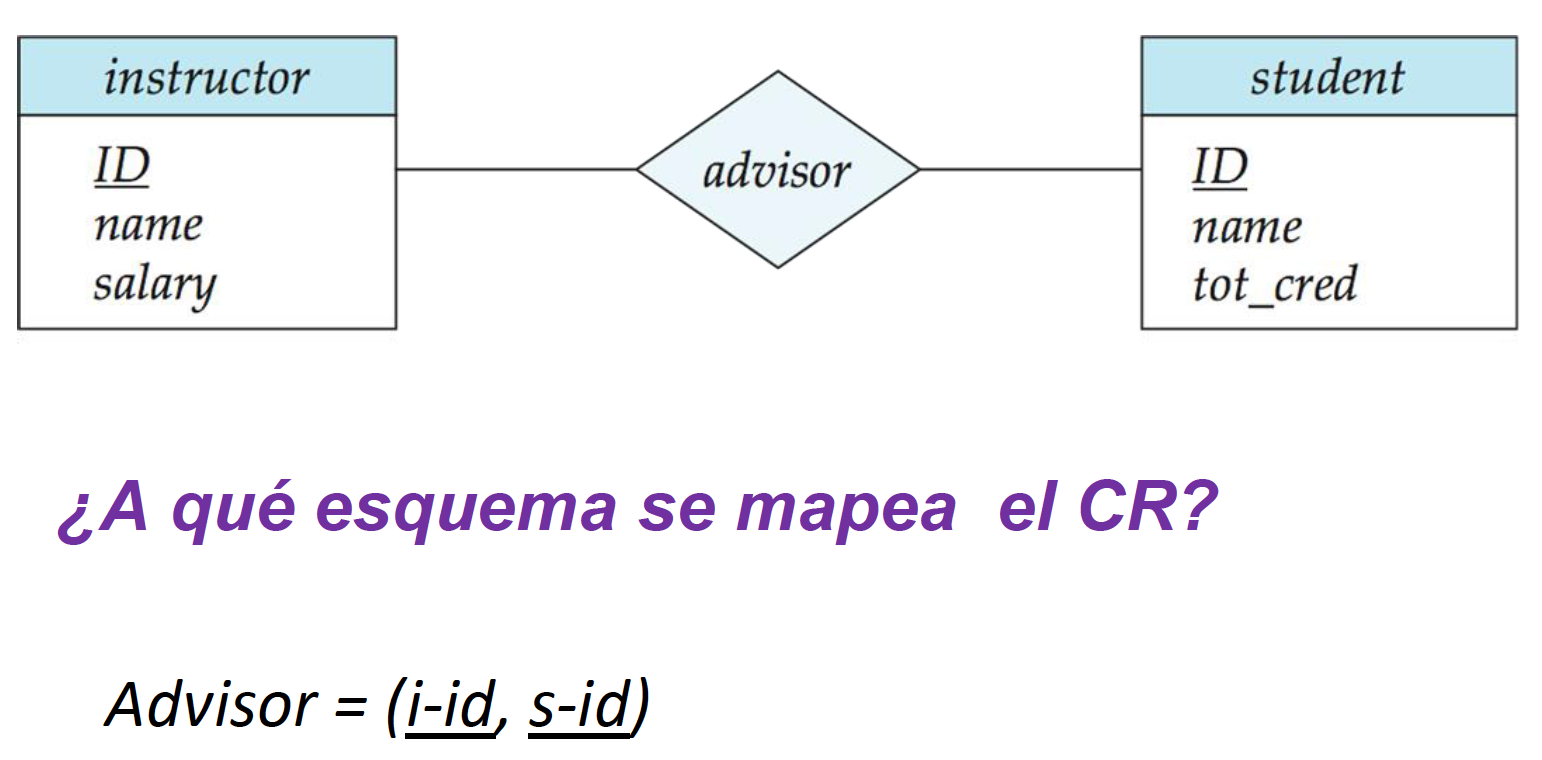 instructor
ID
name
salary
advisor
student
ID
name
tot_cred
¿A qué esquema se mapea el CR?
Advisor = (i-id, s-id)